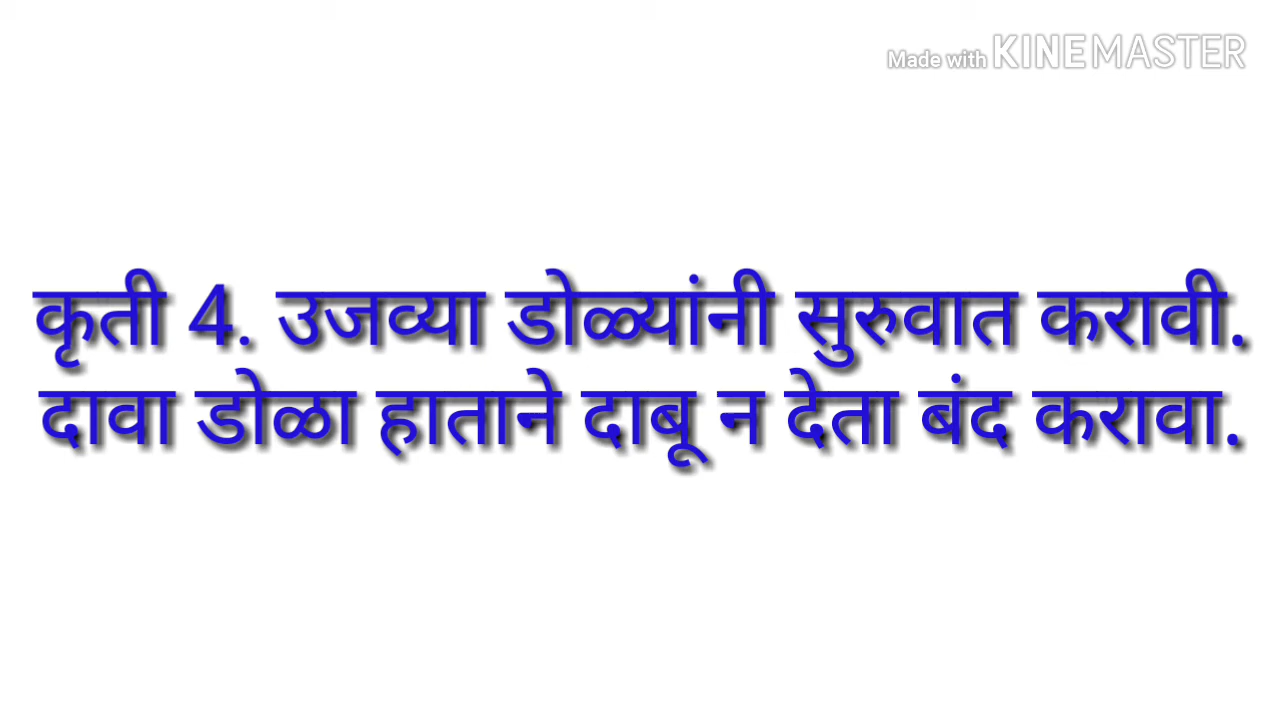 Made with KINEMASTER
कृती 4. उजव्या डोळ्यांनी सुरुवात करावी.
दावा डोळा हाताने दाबू न देता बंद करावा.